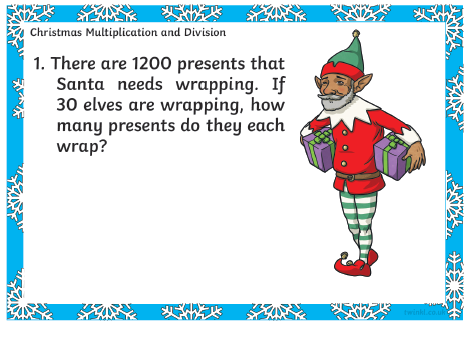 Christmas Multiplication and Division
1. There are 1200 presents that
Santa needs wrapping. If
30 elves are wrapping, how
many presents do they each
wrap?